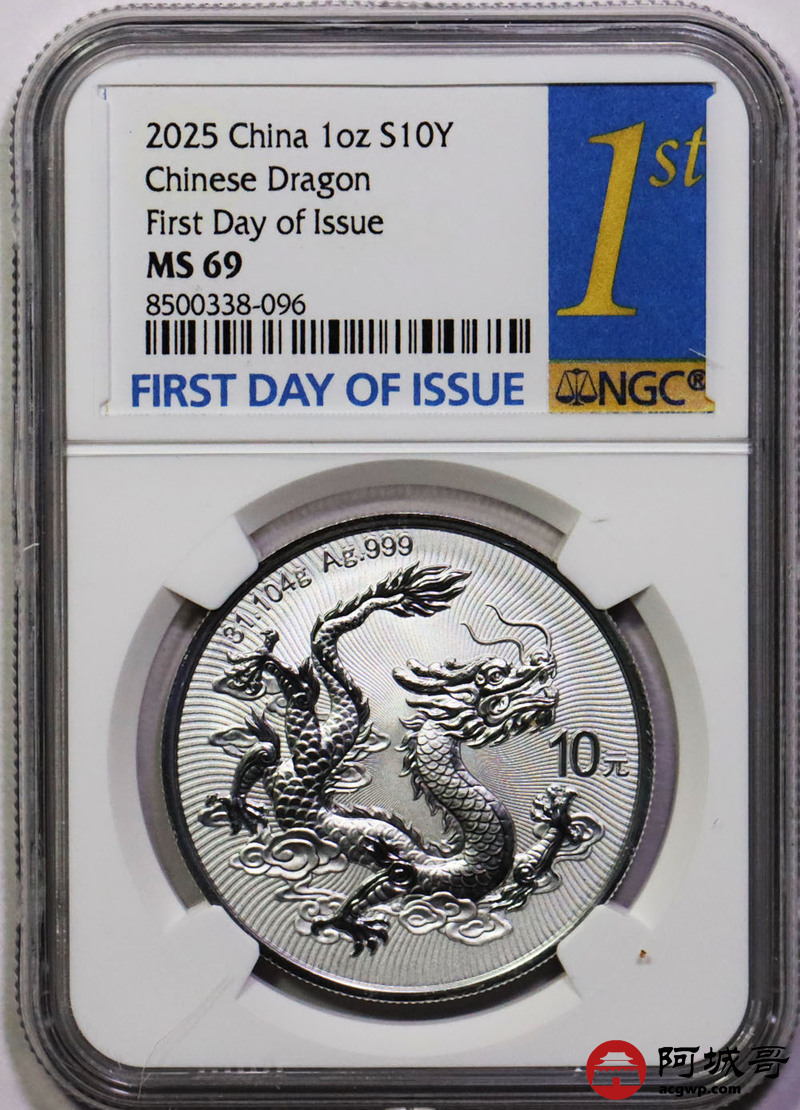 2025 China 1oz S10Y
Chinese Dragon
First Day of Issue
MS 69
8500338-096
FIRST DAY OF ISSUE
1st
NGC®
31.104g Ag.999
10元
阿城哥
acgwp.com